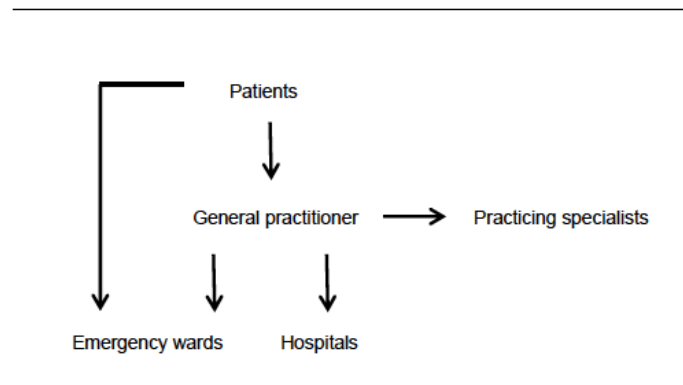 Patients
General practitioner
Practicing specialists
Emergency wards
Hospitals